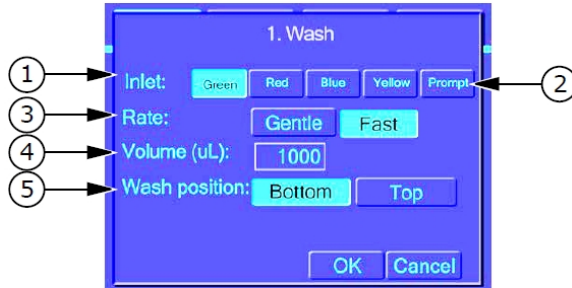 1. Wash
1 Inlet: Green Red Blue Yellow Prompt 2
3 Rate: Gentle Fast
4 Volume (uL): 1000
5 Wash position: Bottom Top
OK Cancel